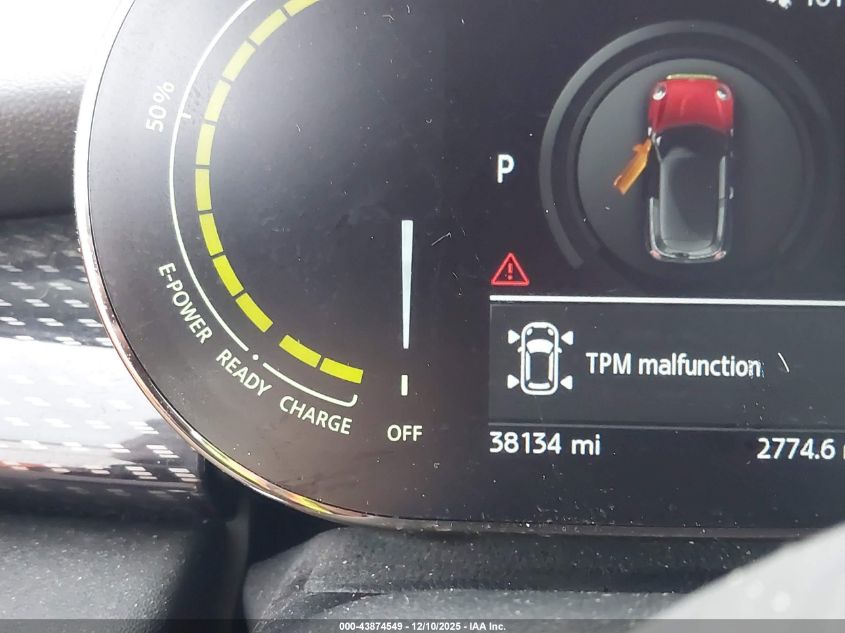 50%
P
TPM malfunction
E-POWER
READY
CHARGE
OFF
38134 mi
2774.6
000-43874549 — 12/10/2025 — IAA Inc.